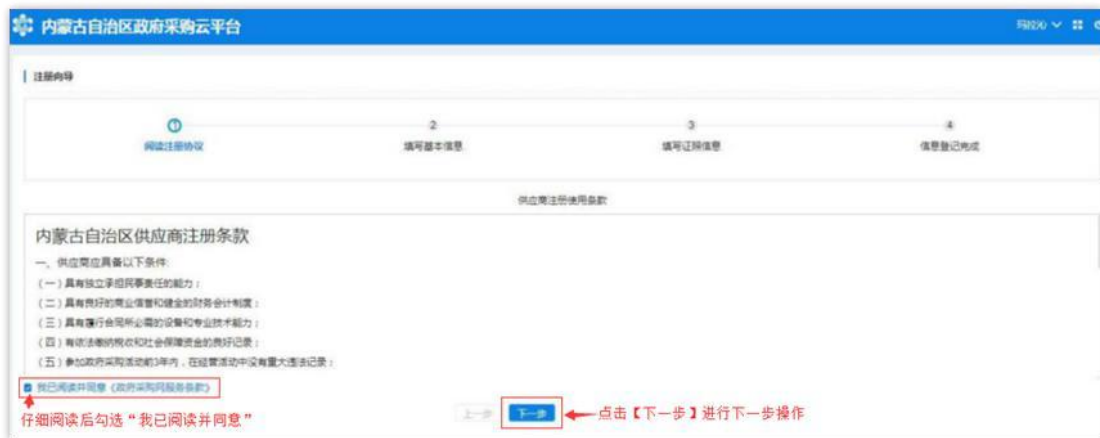 内蒙古自治区政府采购云平台
注册向导
1
2
3
4
阅读注册协议
填写基本信息
填写证照信息
信息登记完成
供应商注册使用条款
内蒙古自治区供应商注册条款
一、供应商应具备以下条件:
（一）具有独立承担民事责任的能力；
（二）具有良好的商业信誉和健全的财务会计制度；
（三）具有履行合同所必需的设备和专业技术能力；
（四）有依法缴纳税收和社会保障资金的良好记录；
（五）参加政府采购活动前3年内，在经营活动中没有重大违法记录；
我已阅读并同意《政府采购网服务条款》
仔细阅读后勾选“我已阅读并同意”
上一步
下一步
点击【下一步】进行下一步操作